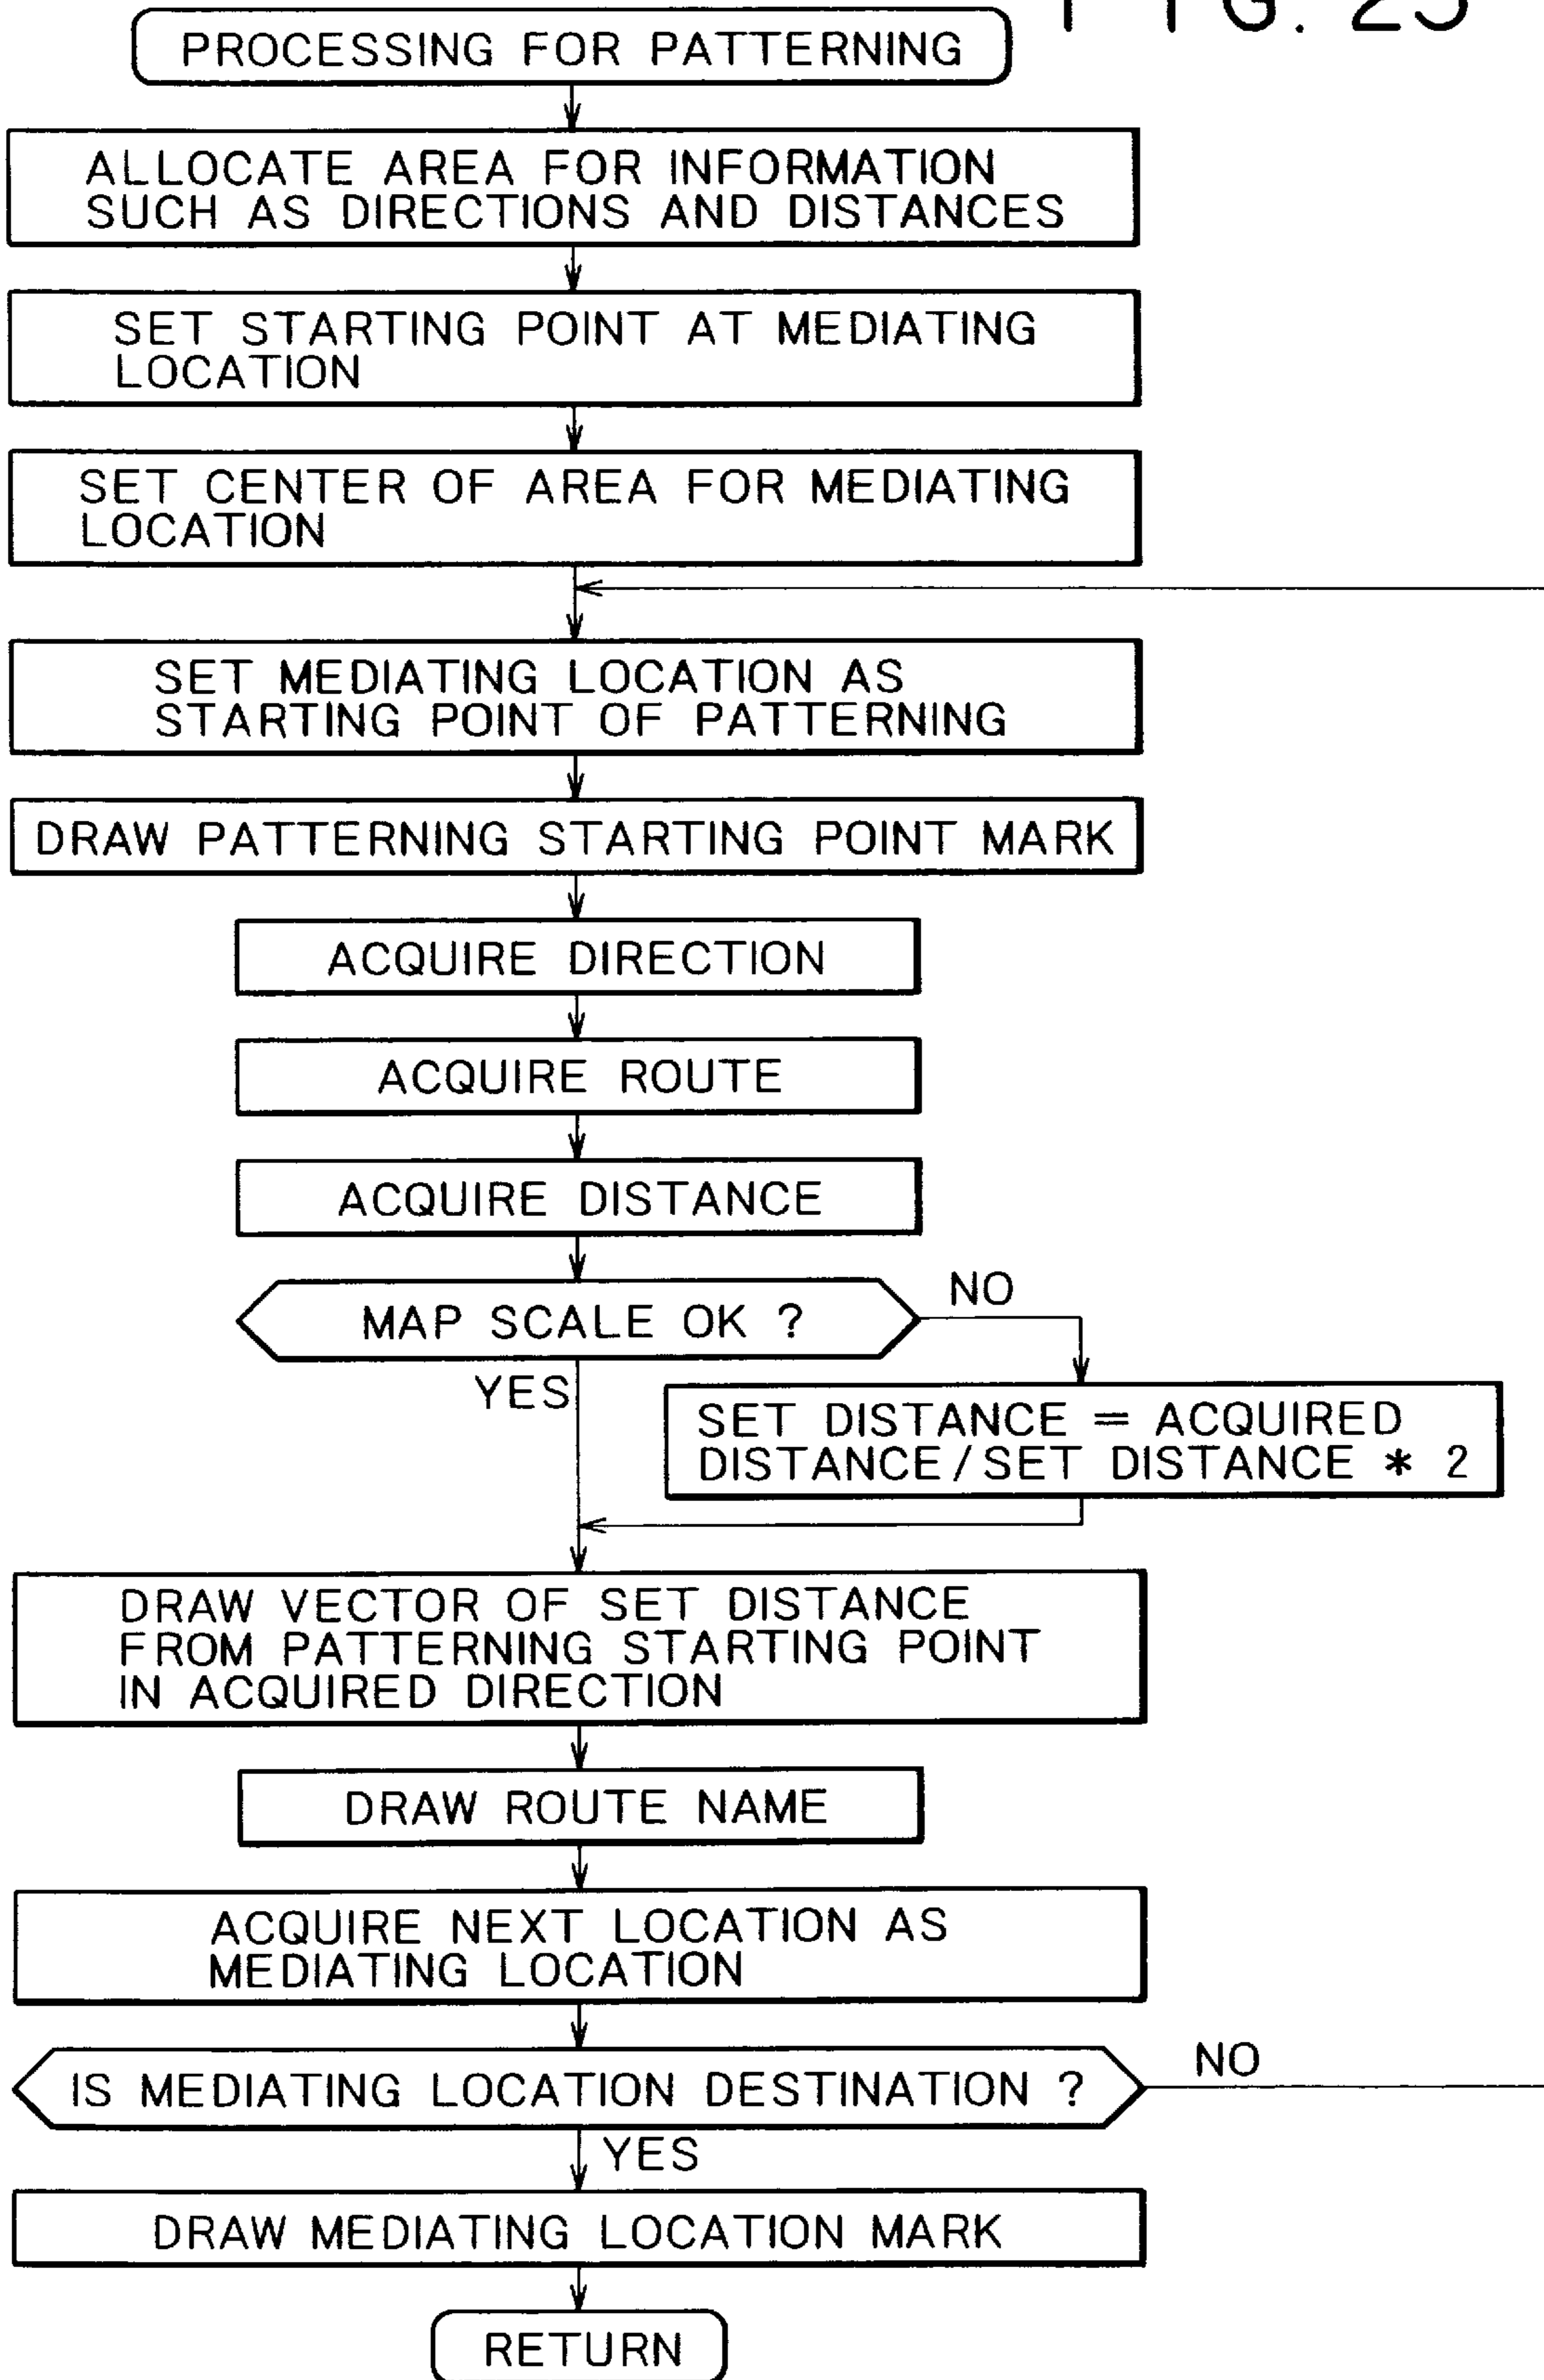 FIG. 25
PROCESSING FOR PATTERNING
ALLOCATE AREA FOR INFORMATION
SUCH AS DIRECTIONS AND DISTANCES
SET STARTING POINT AT MEDIATING
LOCATION
SET CENTER OF AREA FOR MEDIATING
LOCATION
SET MEDIATING LOCATION AS
STARTING POINT OF PATTERNING
DRAW PATTERNING STARTING POINT MARK
ACQUIRE DIRECTION
ACQUIRE ROUTE
ACQUIRE DISTANCE
MAP SCALE OK ?
NO
YES
SET DISTANCE = ACQUIRED
DISTANCE/SET DISTANCE * 2
DRAW VECTOR OF SET DISTANCE
FROM PATTERNING STARTING POINT
IN ACQUIRED DIRECTION
DRAW ROUTE NAME
ACQUIRE NEXT LOCATION AS
MEDIATING LOCATION
IS MEDIATING LOCATION DESTINATION ?
NO
YES
DRAW MEDIATING LOCATION MARK
RETURN